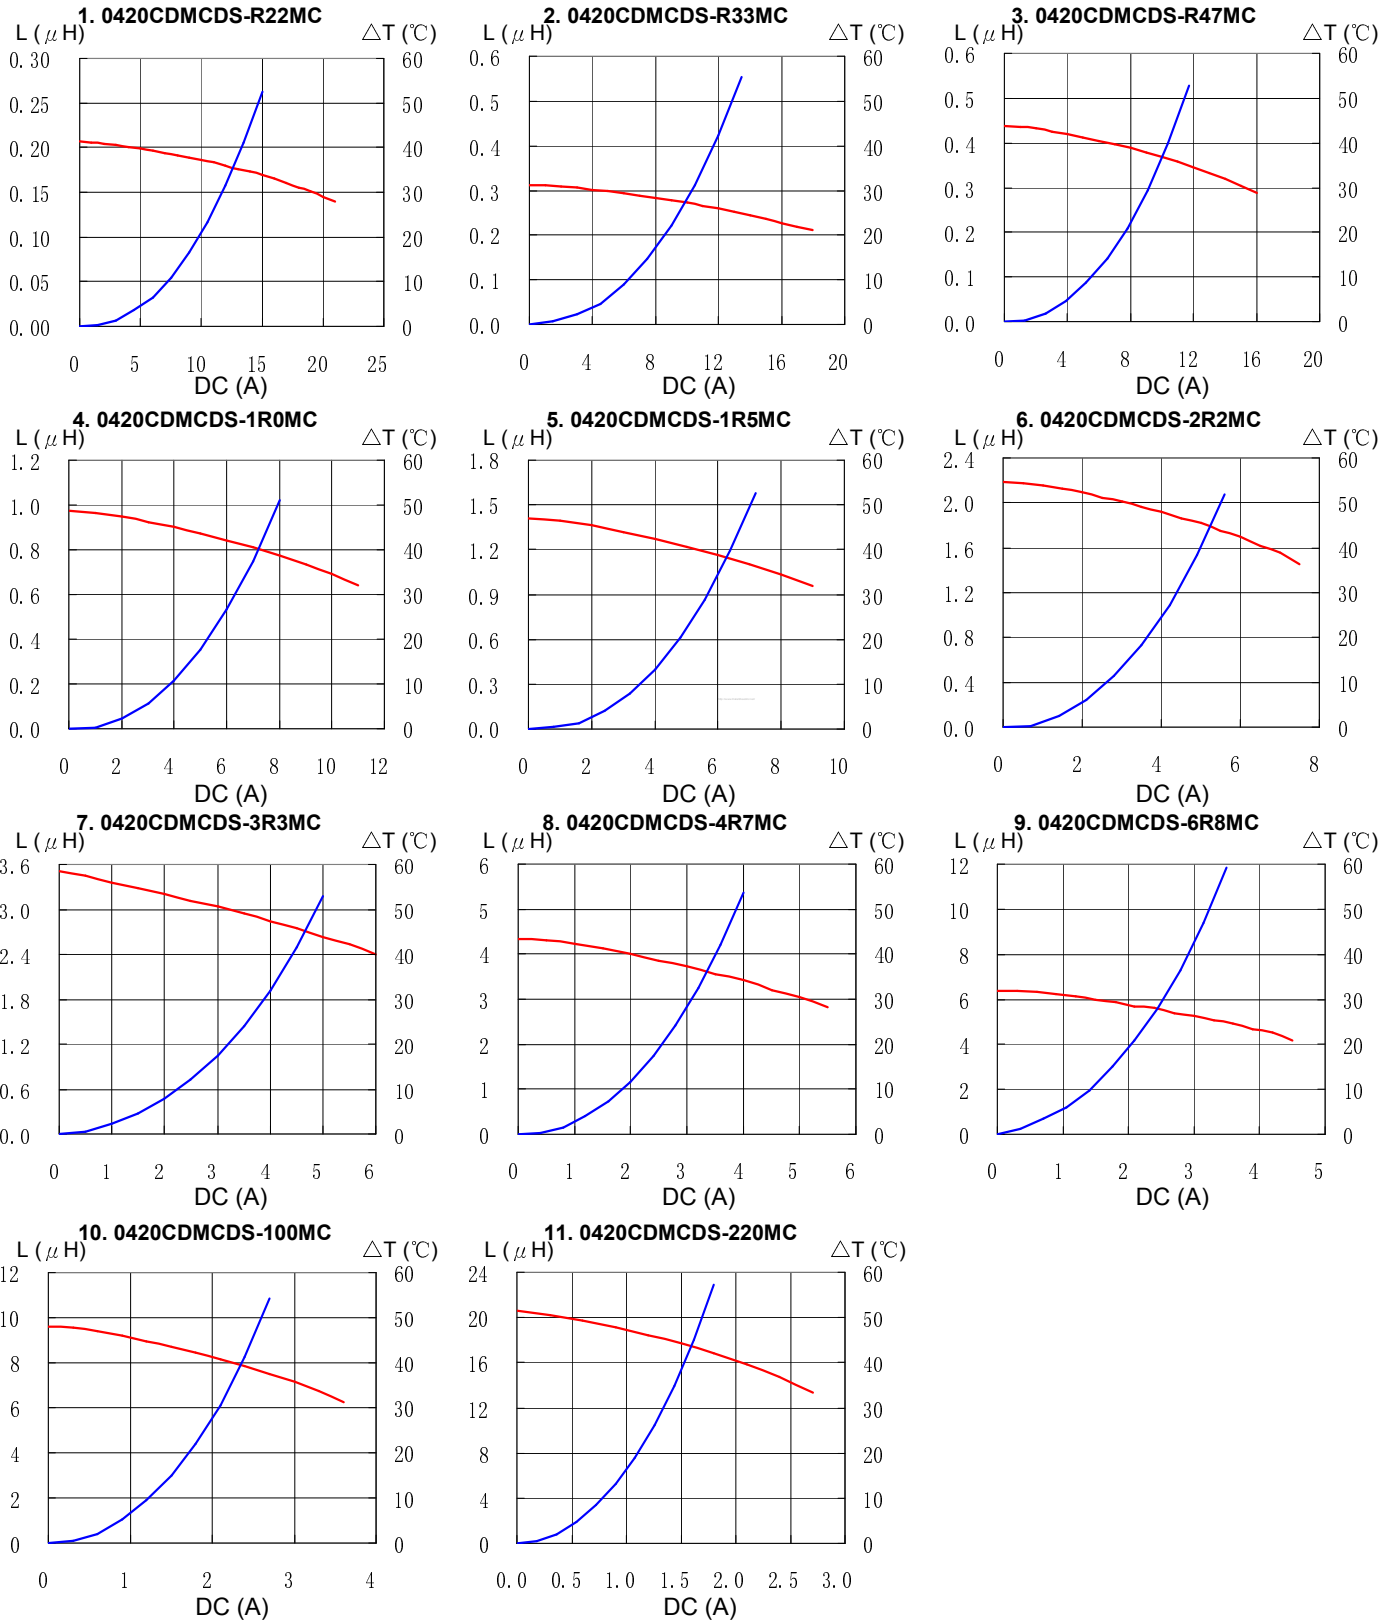 1. 0420CDMCDS-R22MC
L (μH) △T (℃)
0.30 60
0.25 50
0.20 40
0.15 30
0.10 20
0.05 10
0.00 0
0 5 10 15 20 25
DC (A)
2. 0420CDMCDS-R33MC
L (μH) △T (℃)
0.6 60
0.5 50
0.4 40
0.3 30
0.2 20
0.1 10
0.0 0
0 4 8 12 16 20
DC (A)
3. 0420CDMCDS-R47MC
L (μH) △T (℃)
0.6 60
0.5 50
0.4 40
0.3 30
0.2 20
0.1 10
0.0 0
0 4 8 12 16 20
DC (A)
4. 0420CDMCDS-1R0MC
L (μH) △T (℃)
1.2 60
1.0 50
0.8 40
0.6 30
0.4 20
0.2 10
0.0 0
0 2 4 6 8 10 12
DC (A)
5. 0420CDMCDS-1R5MC
L (μH) △T (℃)
1.8 60
1.5 50
1.2 40
0.9 30
0.6 20
0.3 10
0.0 0
0 2 4 6 8 10
DC (A)
6. 0420CDMCDS-2R2MC
L (μH) △T (℃)
2.4 60
2.0 50
1.6 40
1.2 30
0.8 20
0.4 10
0.0 0
0 2 4 6 8
DC (A)
7. 0420CDMCDS-3R3MC
L (μH) △T (℃)
3.6 60
3.0 50
2.4 40
1.8 30
1.2 20
0.6 10
0.0 0
0 1 2 3 4 5 6
DC (A)
8. 0420CDMCDS-4R7MC
L (μH) △T (℃)
6 60
5 50
4 40
3 30
2 20
1 10
0 0
0 1 2 3 4 5 6
DC (A)
9. 0420CDMCDS-6R8MC
L (μH) △T (℃)
12 60
10 50
8 40
6 30
4 20
2 10
0 0
0 1 2 3 4 5
DC (A)
10. 0420CDMCDS-100MC
L (μH) △T (℃)
12 60
10 50
8 40
6 30
4 20
2 10
0 0
0 1 2 3 4
DC (A)
11. 0420CDMCDS-220MC
L (μH) △T (℃)
24 60
20 50
16 40
12 30
8 20
4 10
0 0
0.0 0.5 1.0 1.5 2.0 2.5 3.0
DC (A)